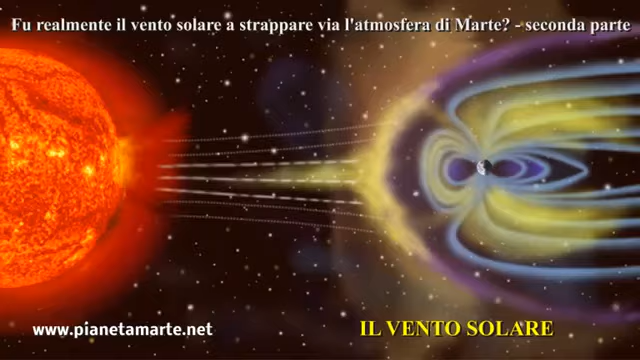 Fu realmente il vento solare a strappare via l'atmosfera di Marte? - seconda parte
www.pianetamarte.net
IL VENTO SOLARE